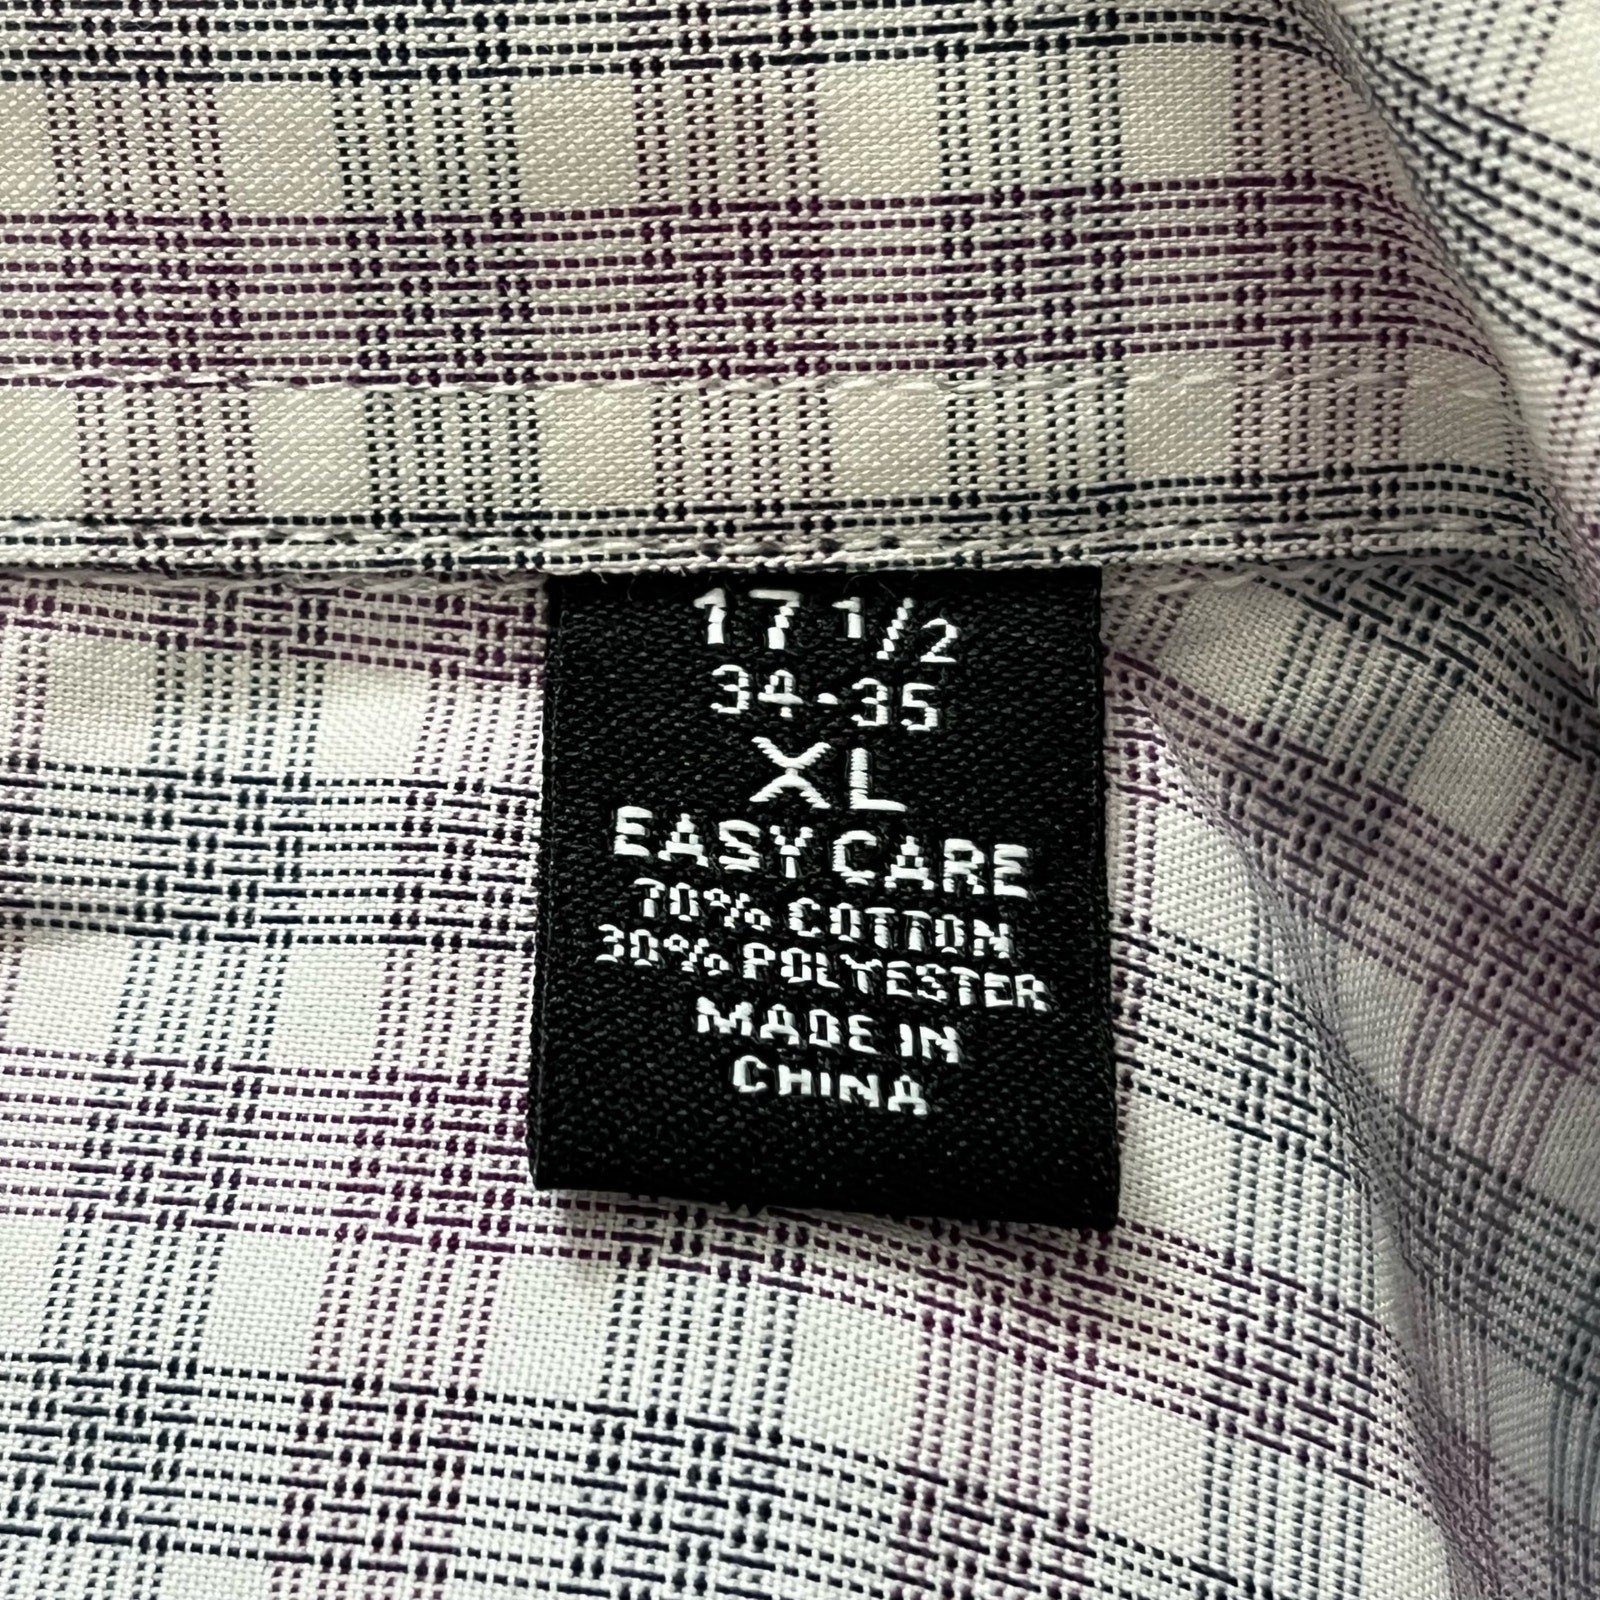 17 1/2
34-35
XL
EASY CARE
70% COTTON
30% POLYESTER
MADE IN
CHINA